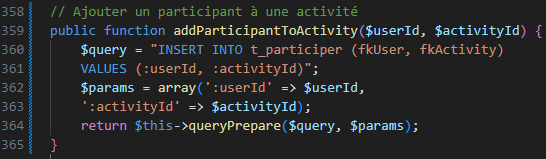 358 // Ajouter un participant à une activité
359 public function addParticipantToActivity($userId, $activityId) {
360 $query = "INSERT INTO t_participer (fkUser, fkActivity)
361 VALUES (:userId, :activityId)";
362 $params = array(':userId' => $userId,
363 ':activityId' => $activityId);
364 return $this->queryPrepare($query, $params);
365 }